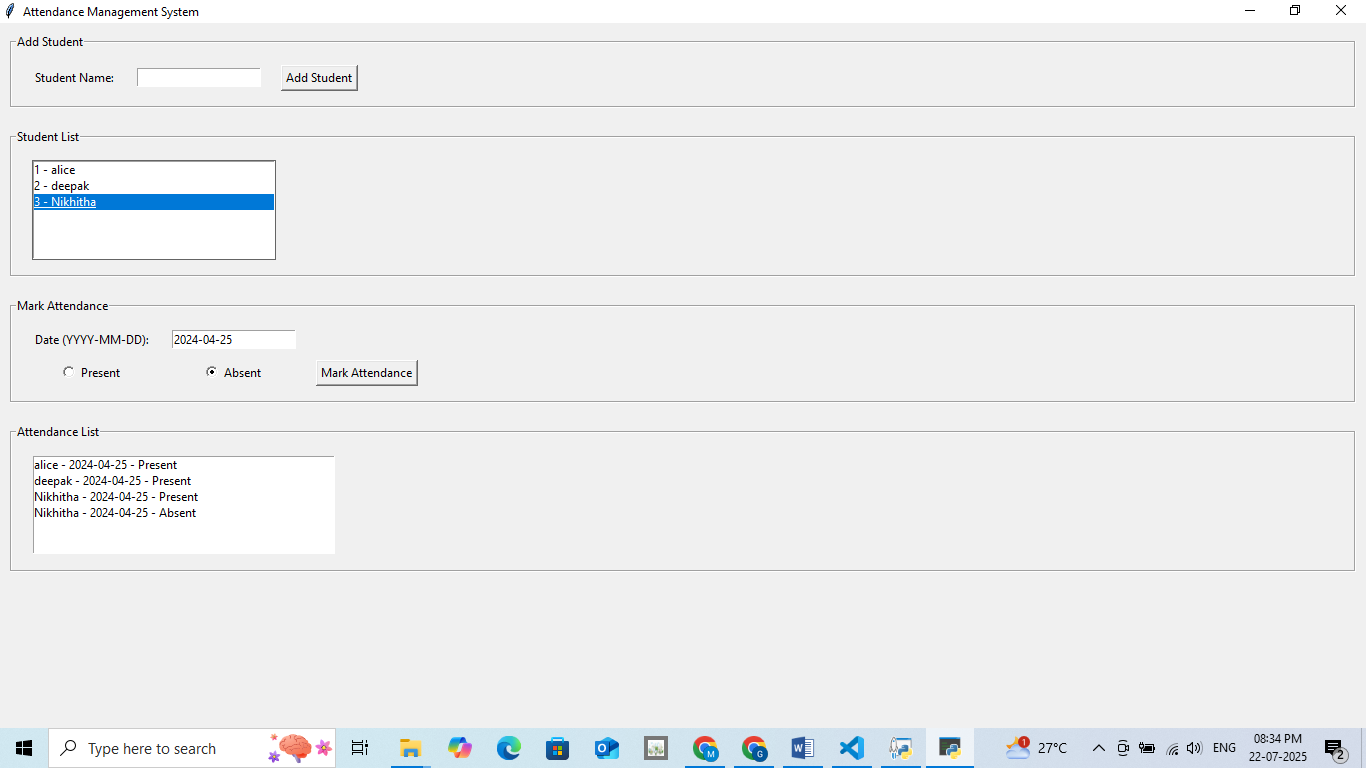 Attendance Management System
Add Student
Student Name: Add Student
Student List
1 - alice
2 - deepak
3 - Nikhitha
Mark Attendance
Date (YYYY-MM-DD): 2024-04-25
Present Absent Mark Attendance
Attendance List
alice - 2024-04-25 - Present
deepak - 2024-04-25 - Present
Nikhitha - 2024-04-25 - Present
Nikhitha - 2024-04-25 - Absent
Type here to search M G W 1 27°C ENG 08:34 PM
22-07-2025 2